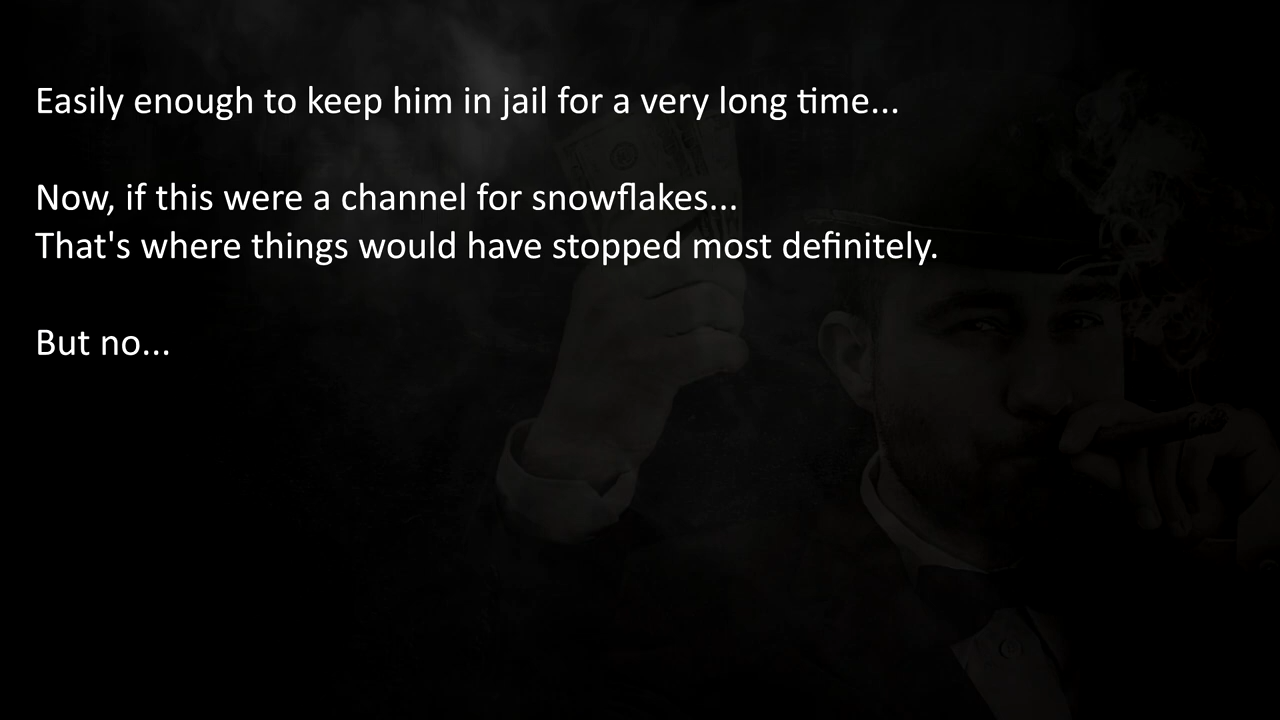 Easily enough to keep him in jail for a very long time...
Now, if this were a channel for snowflakes...
That's where things would have stopped most definitely.
But no...